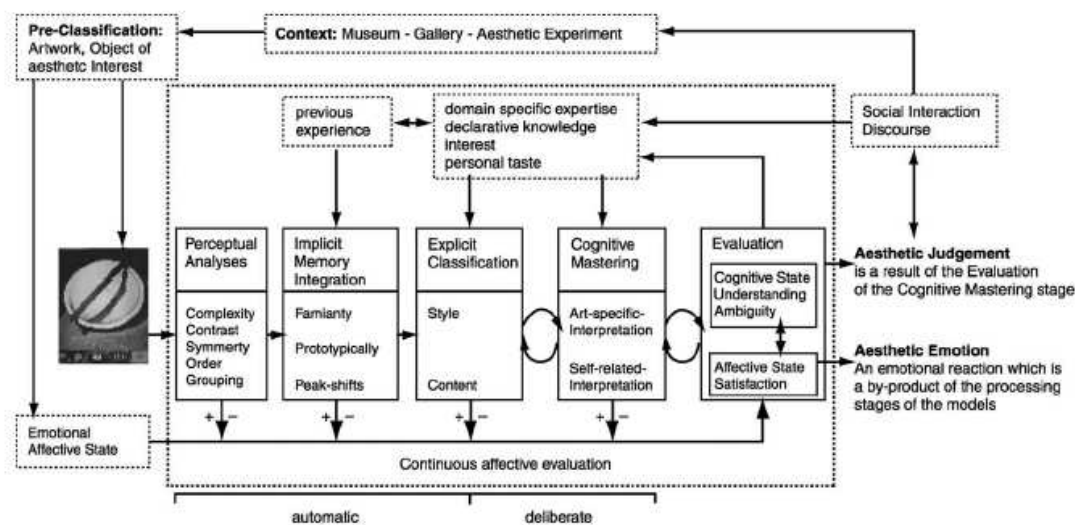 Pre-Classification:
Artwork, Object of
aesthetc Interest
Context: Museum - Gallery - Aesthetic Experiment
previous
experience
domain specific expertise
declarative knowledge
interest
personal taste
Social Interaction
Discourse
Perceptual
Analyses
Complexity
Contrast
Symmerty
Order
Grouping
Implicit
Memory
Integration
Famianty
Prototypically
Peak-shifts
Explicit
Classification
Style
Content
Cognitive
Mastering
Art-specific-
Interpretation
Self-related-
Interpretation
Evaluation
Cognitive State
Understanding
Ambiguity
Affective State
Satisfaction
Aesthetic Judgement
is a result of the Evaluation
of the Cognitive Mastering stage
Aesthetic Emotion
An emotional reaction which is
a by-product of the processing
stages of the models
+ −
+ −
+ −
+ −
Emotional
Affective State
Continuous affective evaluation
automatic
deliberate